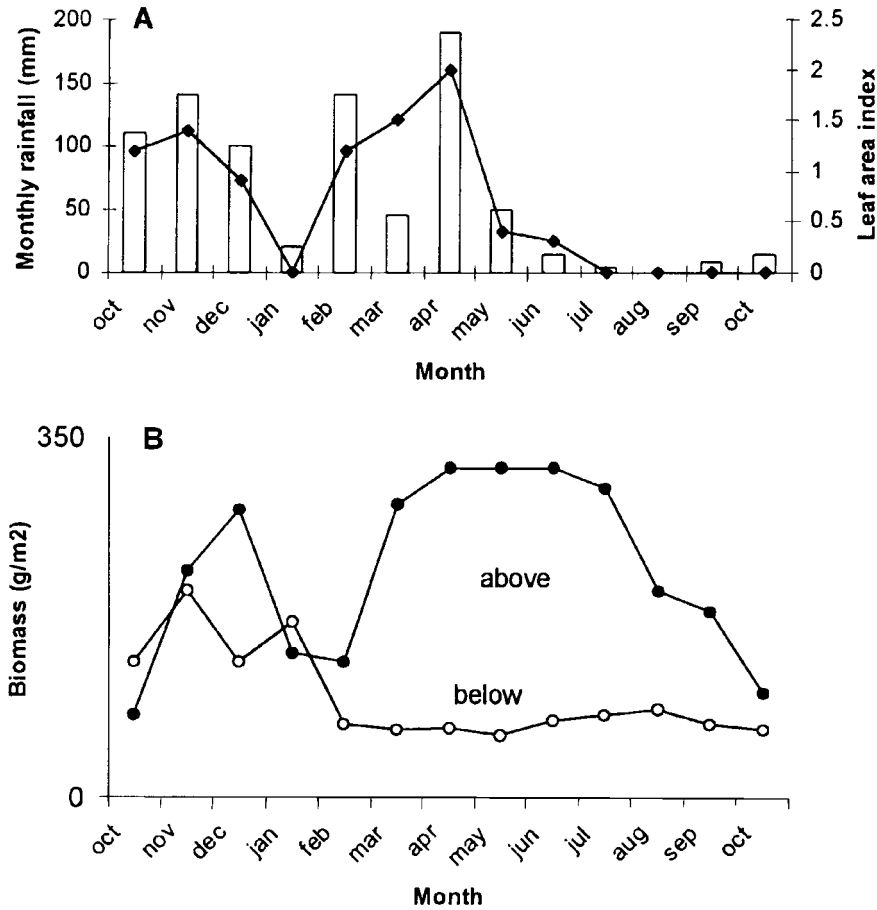 A
Monthly rainfall (mm)
200
150
100
50
0
2.5
2
1.5
1
0.5
0
Leaf area index
oct nov dec jan feb mar apr may jun jul aug sep oct
Month
B
Biomass (g/m2)
350
0
above
below
oct nov dec jan feb mar apr may jun jul aug sep oct
Month